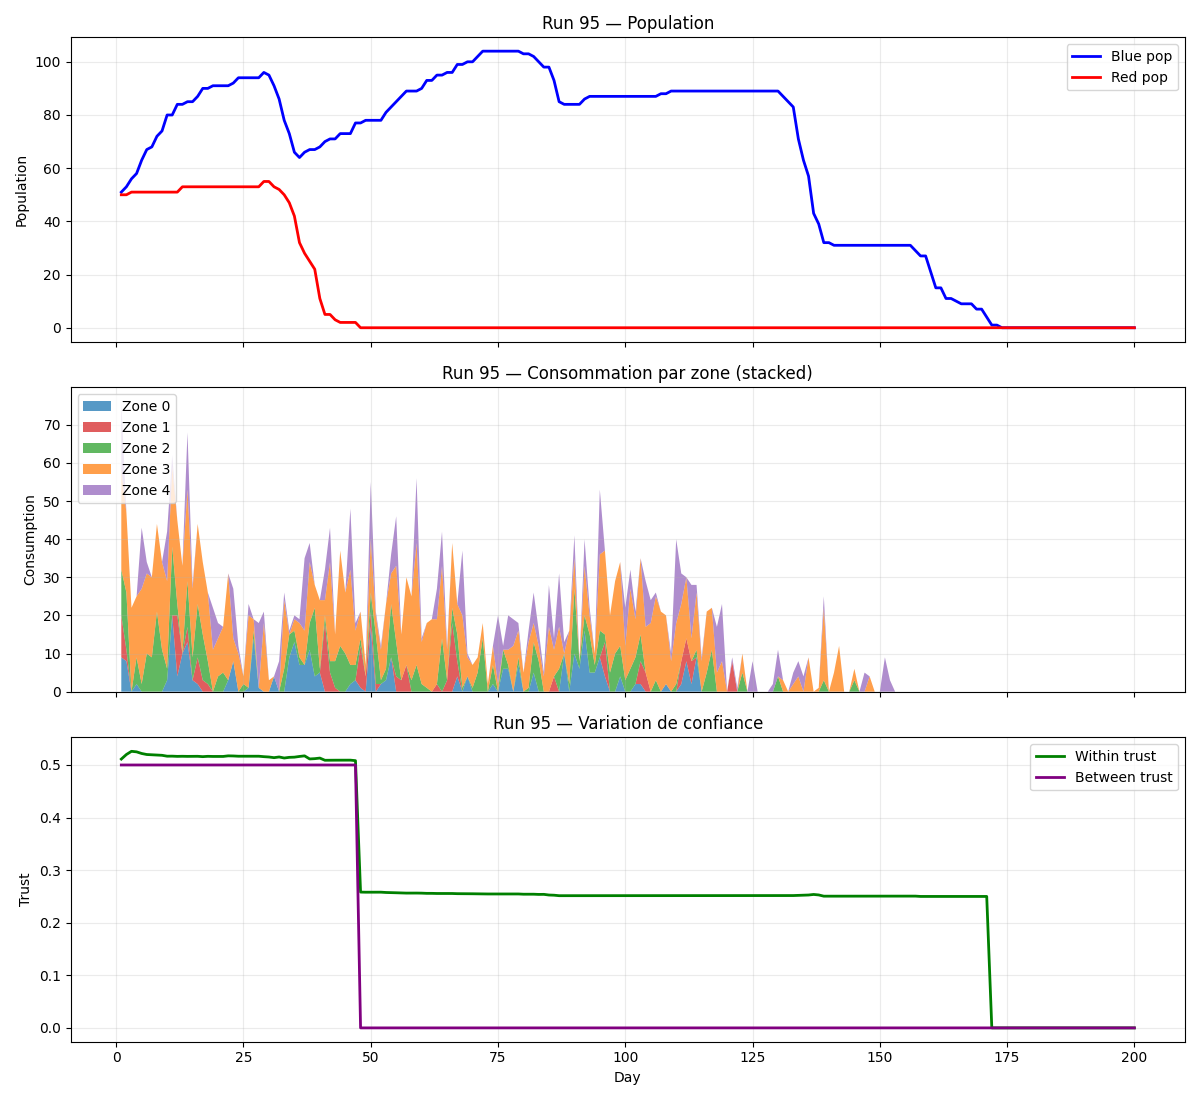 Run 95 — Population
Population
100
80
60
40
20
0
Blue pop
Red pop
Run 95 — Consommation par zone (stacked)
Consumption
70
60
50
40
30
20
10
0
Zone 0
Zone 1
Zone 2
Zone 3
Zone 4
Run 95 — Variation de confiance
Trust
0.5
0.4
0.3
0.2
0.1
0.0
Within trust
Between trust
0 25 50 75 100 125 150 175 200
Day